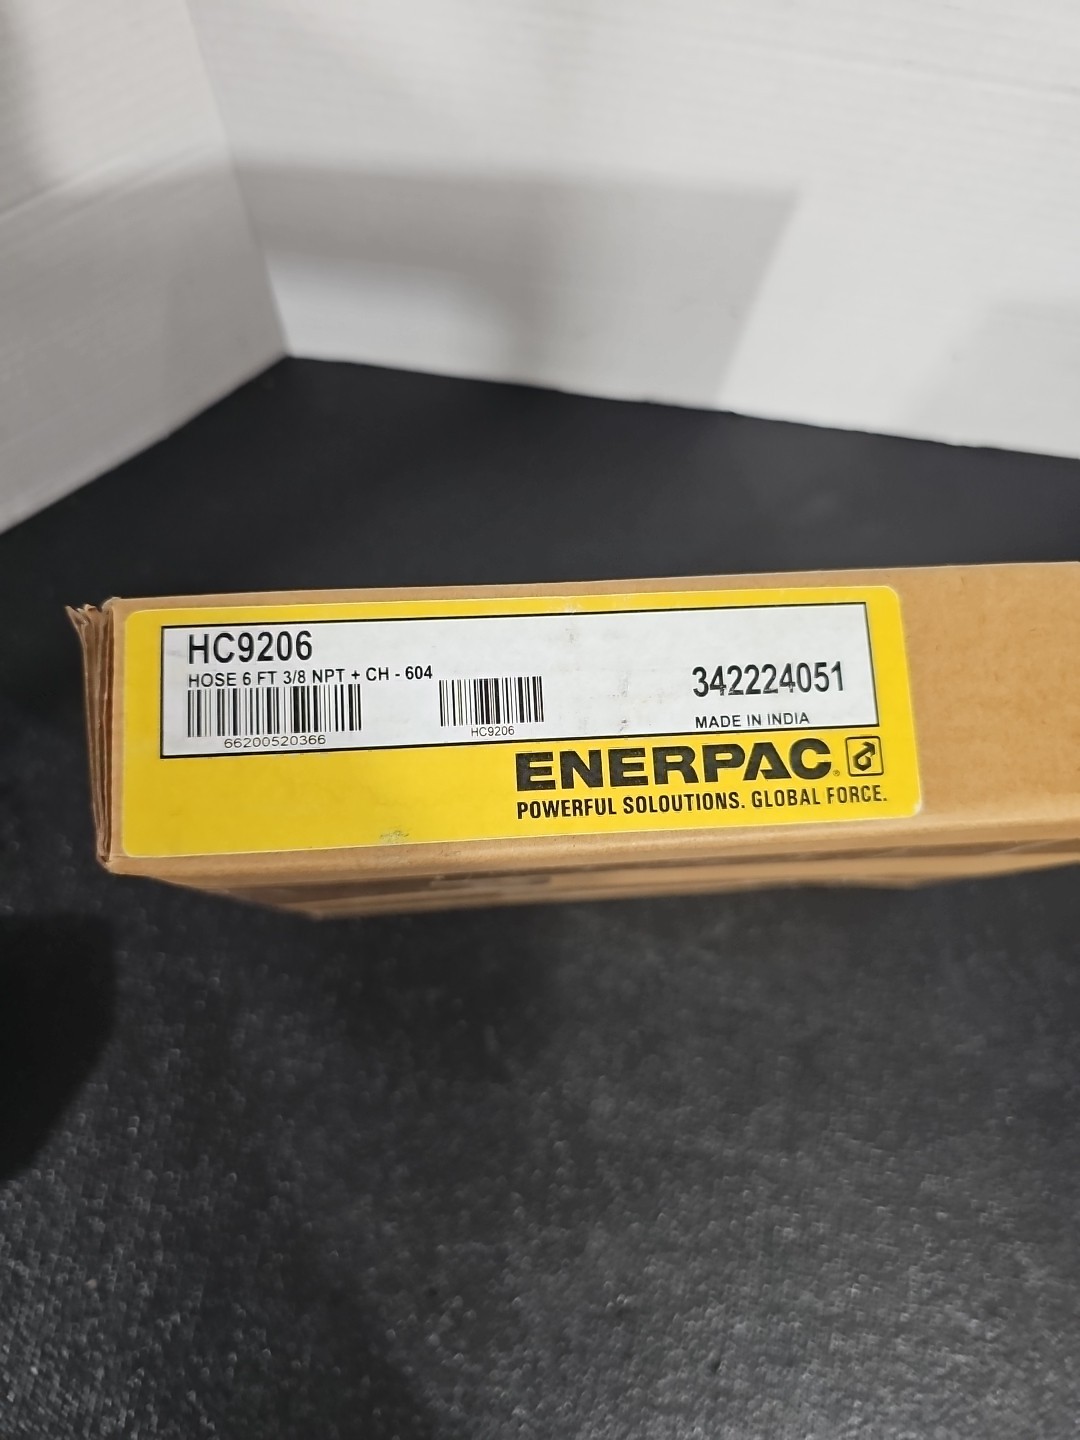 HC9206
HOSE 6 FT 3/8 NPT + CH - 604
66200520366
HC9206
342224051
MADE IN INDIA
ENERPAC®
POWERFUL SOLOUTIONS. GLOBAL FORCE.